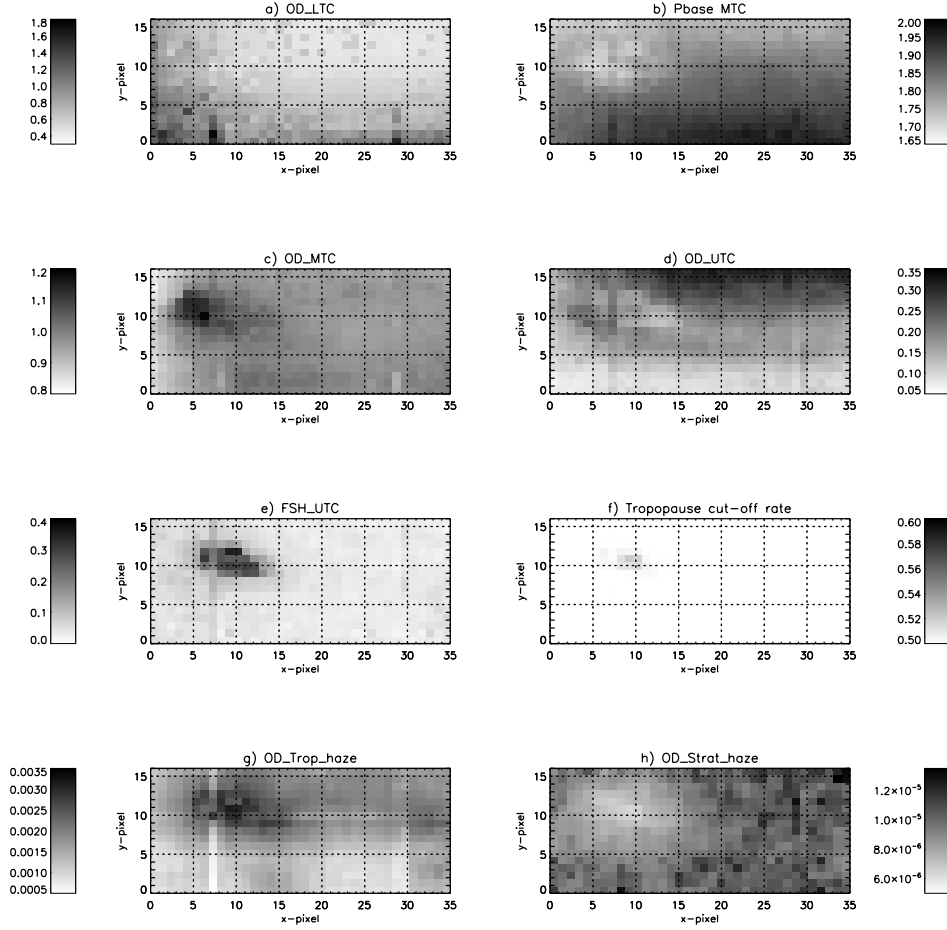 a) OD_LTC
1.8
1.6
1.4
1.2
1.0
0.8
0.6
0.4
y-pixel
15
10
5
0
0 5 10 15 20 25 30 35
x-pixel
b) Pbase MTC
y-pixel
15
10
5
0
0 5 10 15 20 25 30 35
x-pixel
2.00
1.95
1.90
1.85
1.80
1.75
1.70
1.65
c) OD_MTC
1.2
1.1
1.0
0.9
0.8
y-pixel
15
10
5
0
0 5 10 15 20 25 30 35
x-pixel
d) OD_UTC
y-pixel
15
10
5
0
0 5 10 15 20 25 30 35
x-pixel
0.35
0.30
0.25
0.20
0.15
0.10
0.05
e) FSH_UTC
0.4
0.3
0.2
0.1
0.0
y-pixel
15
10
5
0
0 5 10 15 20 25 30 35
x-pixel
f) Tropopause cut-off rate
y-pixel
15
10
5
0
0 5 10 15 20 25 30 35
x-pixel
0.60
0.58
0.56
0.54
0.52
0.50
g) OD_Trop_haze
0.0035
0.0030
0.0025
0.0020
0.0015
0.0010
0.0005
y-pixel
15
10
5
0
0 5 10 15 20 25 30 35
x-pixel
h) OD_Strat_haze
y-pixel
15
10
5
0
0 5 10 15 20 25 30 35
x-pixel
1.2×10⁻⁵
1.0×10⁻⁵
8.0×10⁻⁶
6.0×10⁻⁶